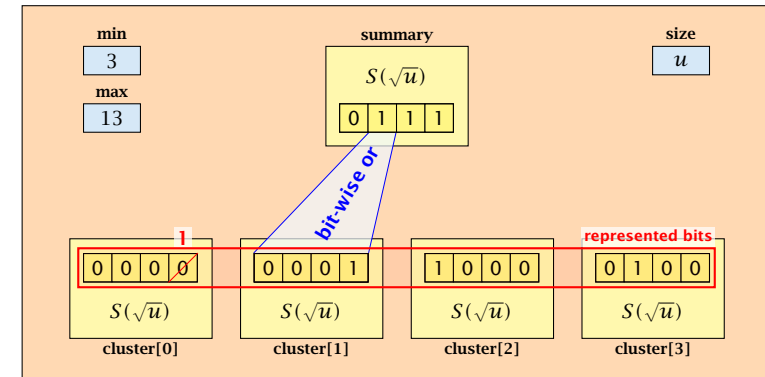 min
summary
size
3
S(√u)
u
max
13
0 1 1 1
bit-wise or
1
represented bits
0 0 0 0
0 0 0 1
1 0 0 0
0 1 0 0
S(√u)
S(√u)
S(√u)
S(√u)
cluster[0]
cluster[1]
cluster[2]
cluster[3]